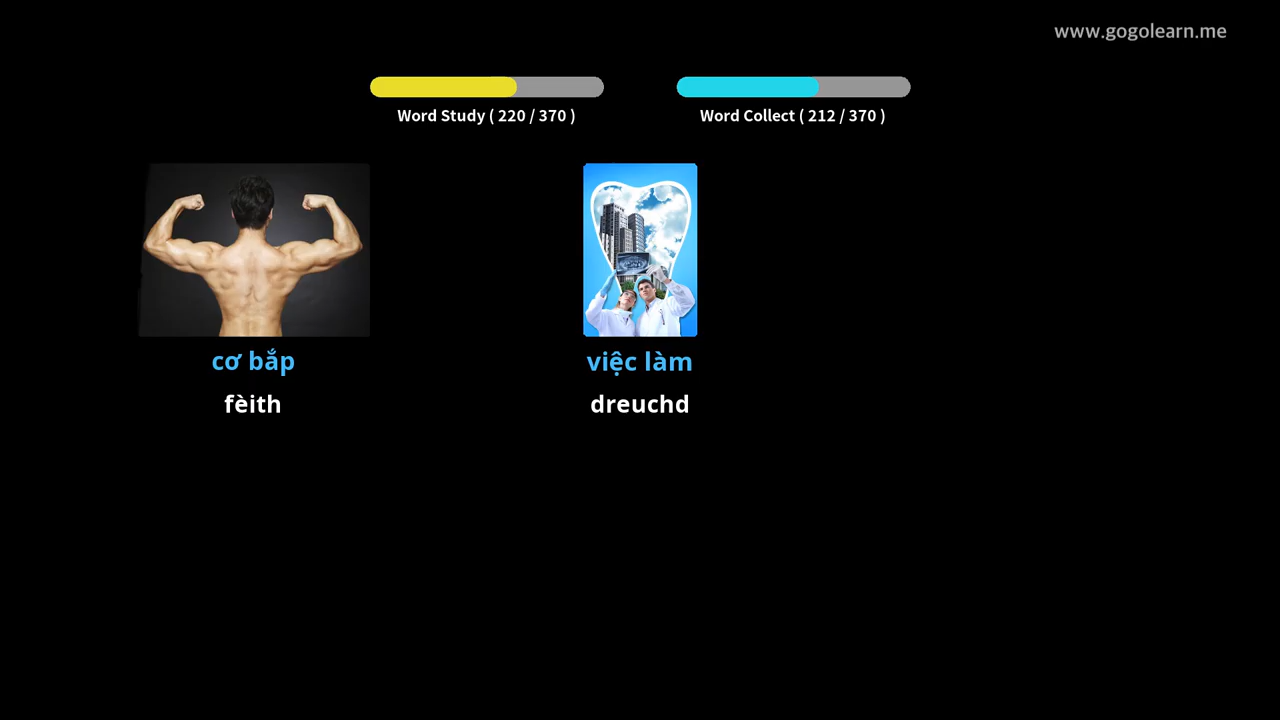 www.gogolearn.me
Word Study ( 220 / 370 )
Word Collect ( 212 / 370 )
cơ bắp
việc làm
fèith
dreuchd